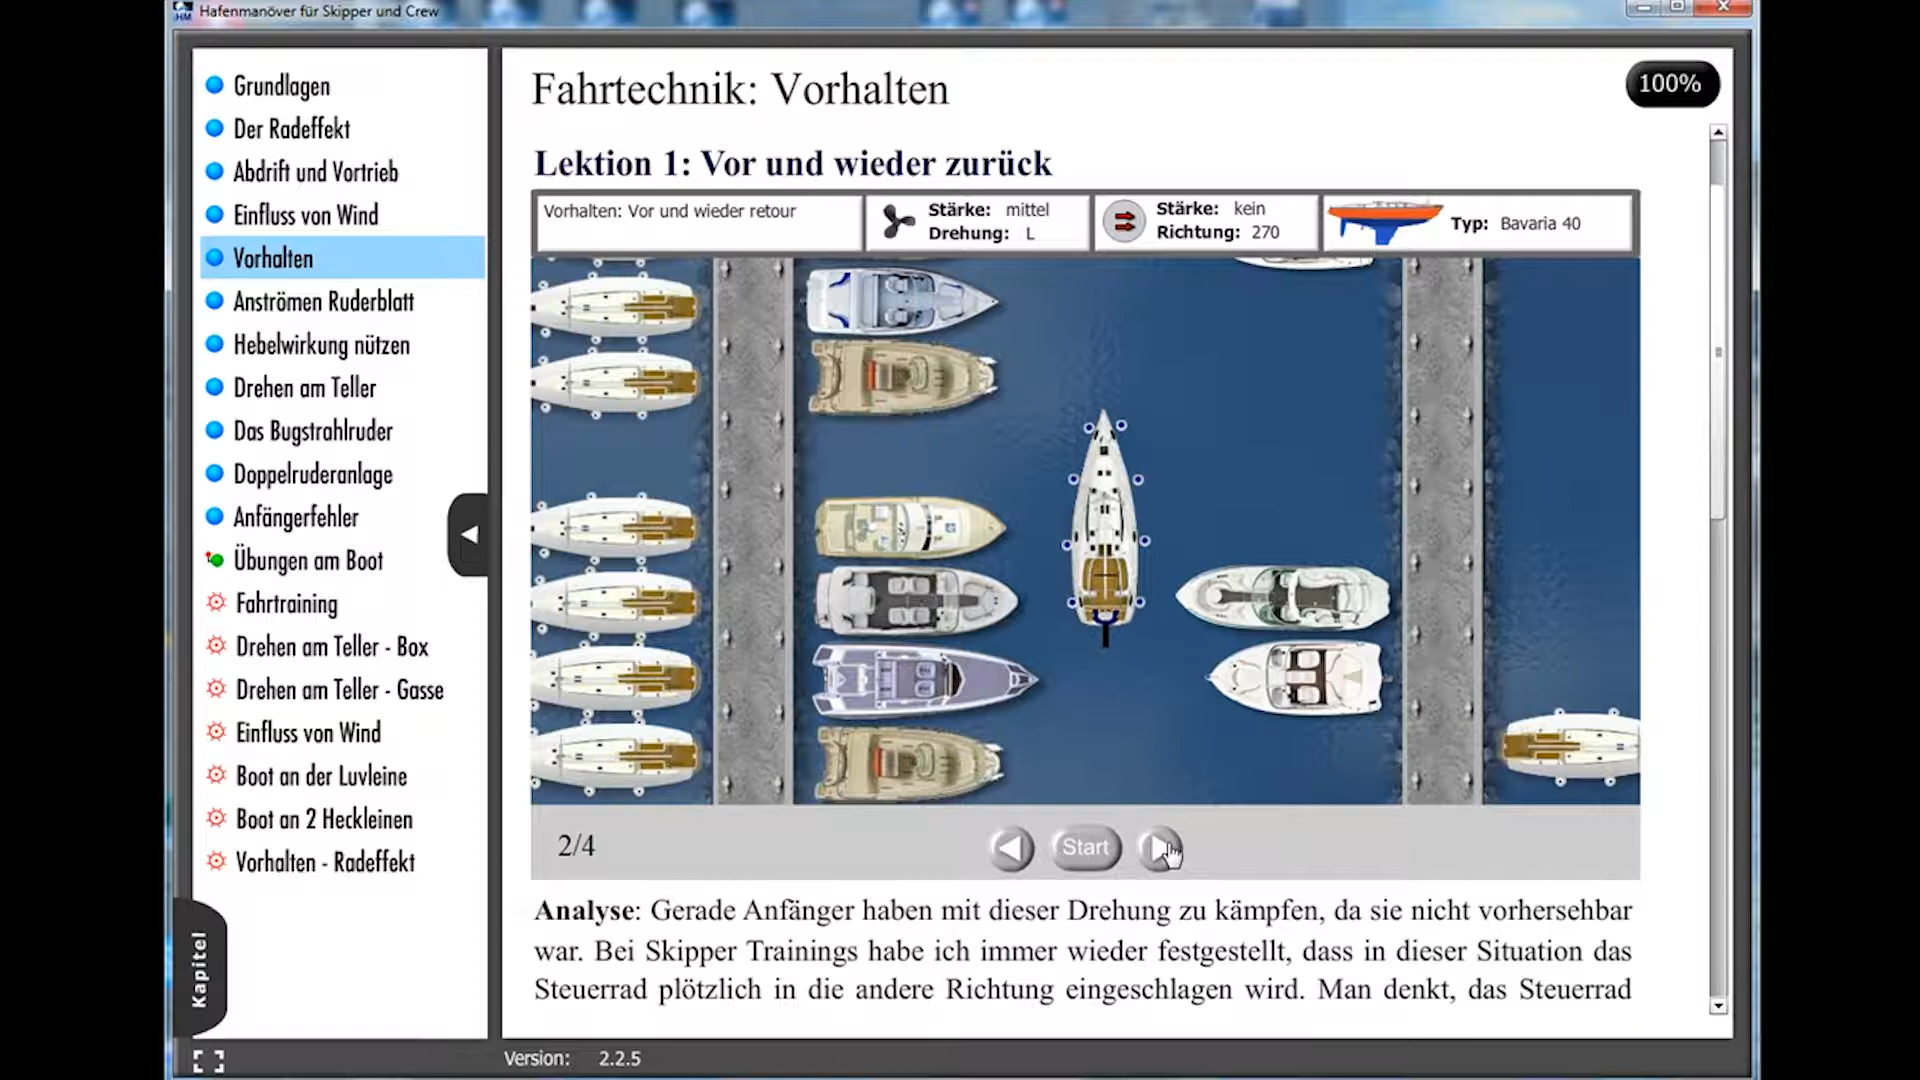 Hafenmanöver für Skipper und Crew
Grundlagen
Der Radeffekt
Abdrift und Vortrieb
Einfluss von Wind
Vorhalten
Anströmen Ruderblatt
Hebelwirkung nützen
Drehen am Teller
Das Bugstrahlruder
Doppelruderanlage
Anfängerfehler
Übungen am Boot
Fahrtraining
Drehen am Teller - Box
Drehen am Teller - Gasse
Einfluss von Wind
Boot an der Luvleine
Boot an 2 Heckleinen
Vorhalten - Radeffekt
Kapitel
Fahrtechnik: Vorhalten
100%
Lektion 1: Vor und wieder zurück
Vorhalten: Vor und wieder retour
Stärke: mittel
Drehung: L
Stärke: kein
Richtung: 270
Typ: Bavaria 40
2/4
Start
Analyse: Gerade Anfänger haben mit dieser Drehung zu kämpfen, da sie nicht vorhersehbar
war. Bei Skipper Trainings habe ich immer wieder festgestellt, dass in dieser Situation das
Steuerrad plötzlich in die andere Richtung eingeschlagen wird. Man denkt, das Steuerrad
Version: 2.2.5